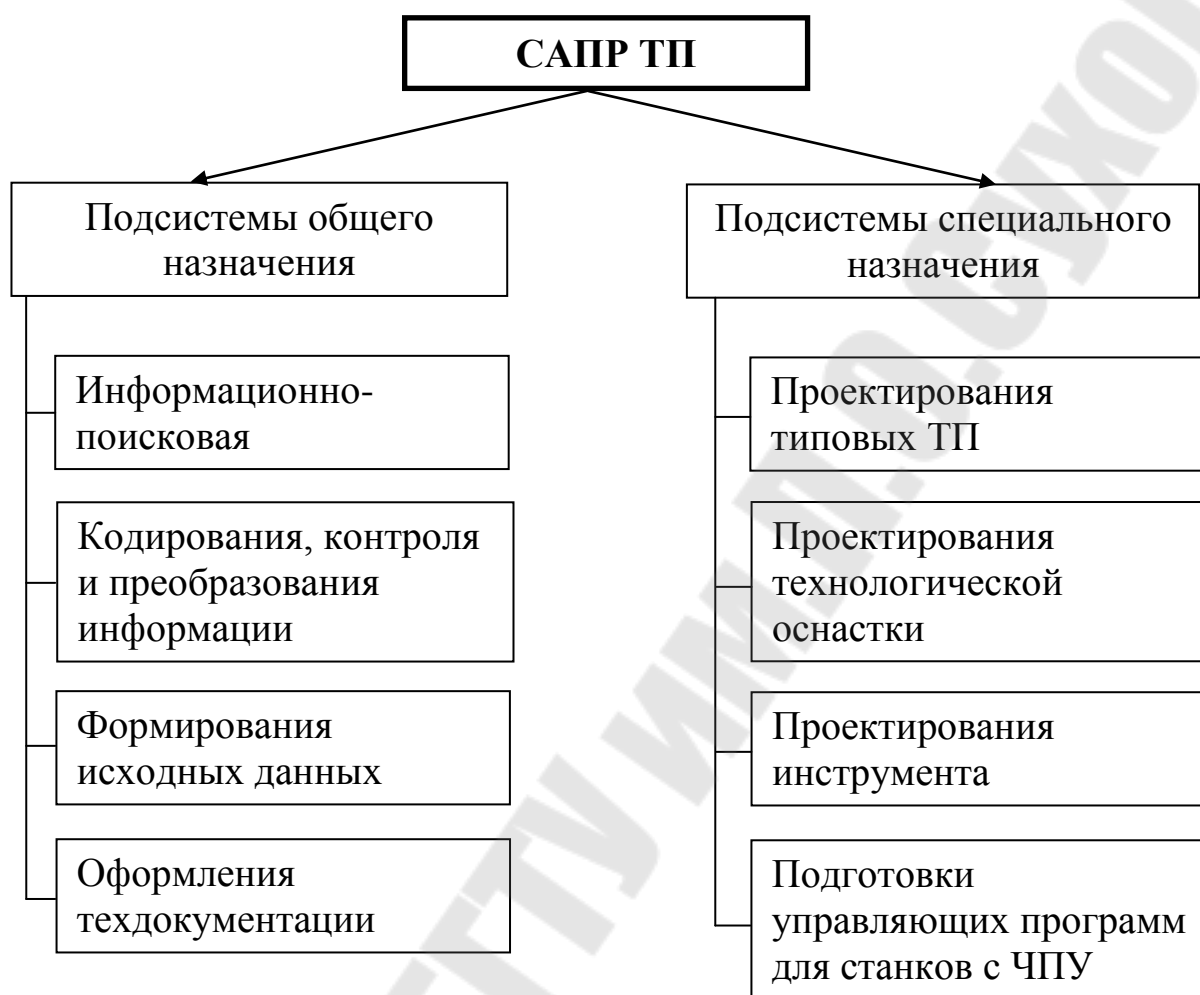 САПР ТП
Подсистемы общего
назначения
Информационно-
поисковая
Кодирования, контроля
и преобразования
информации
Формирования
исходных данных
Оформления
техдокументации
Подсистемы специального
назначения
Проектирования
типовых ТП
Проектирования
технологической
оснастки
Проектирования
инструмента
Подготовки
управляющих программ
для станков с ЧПУ